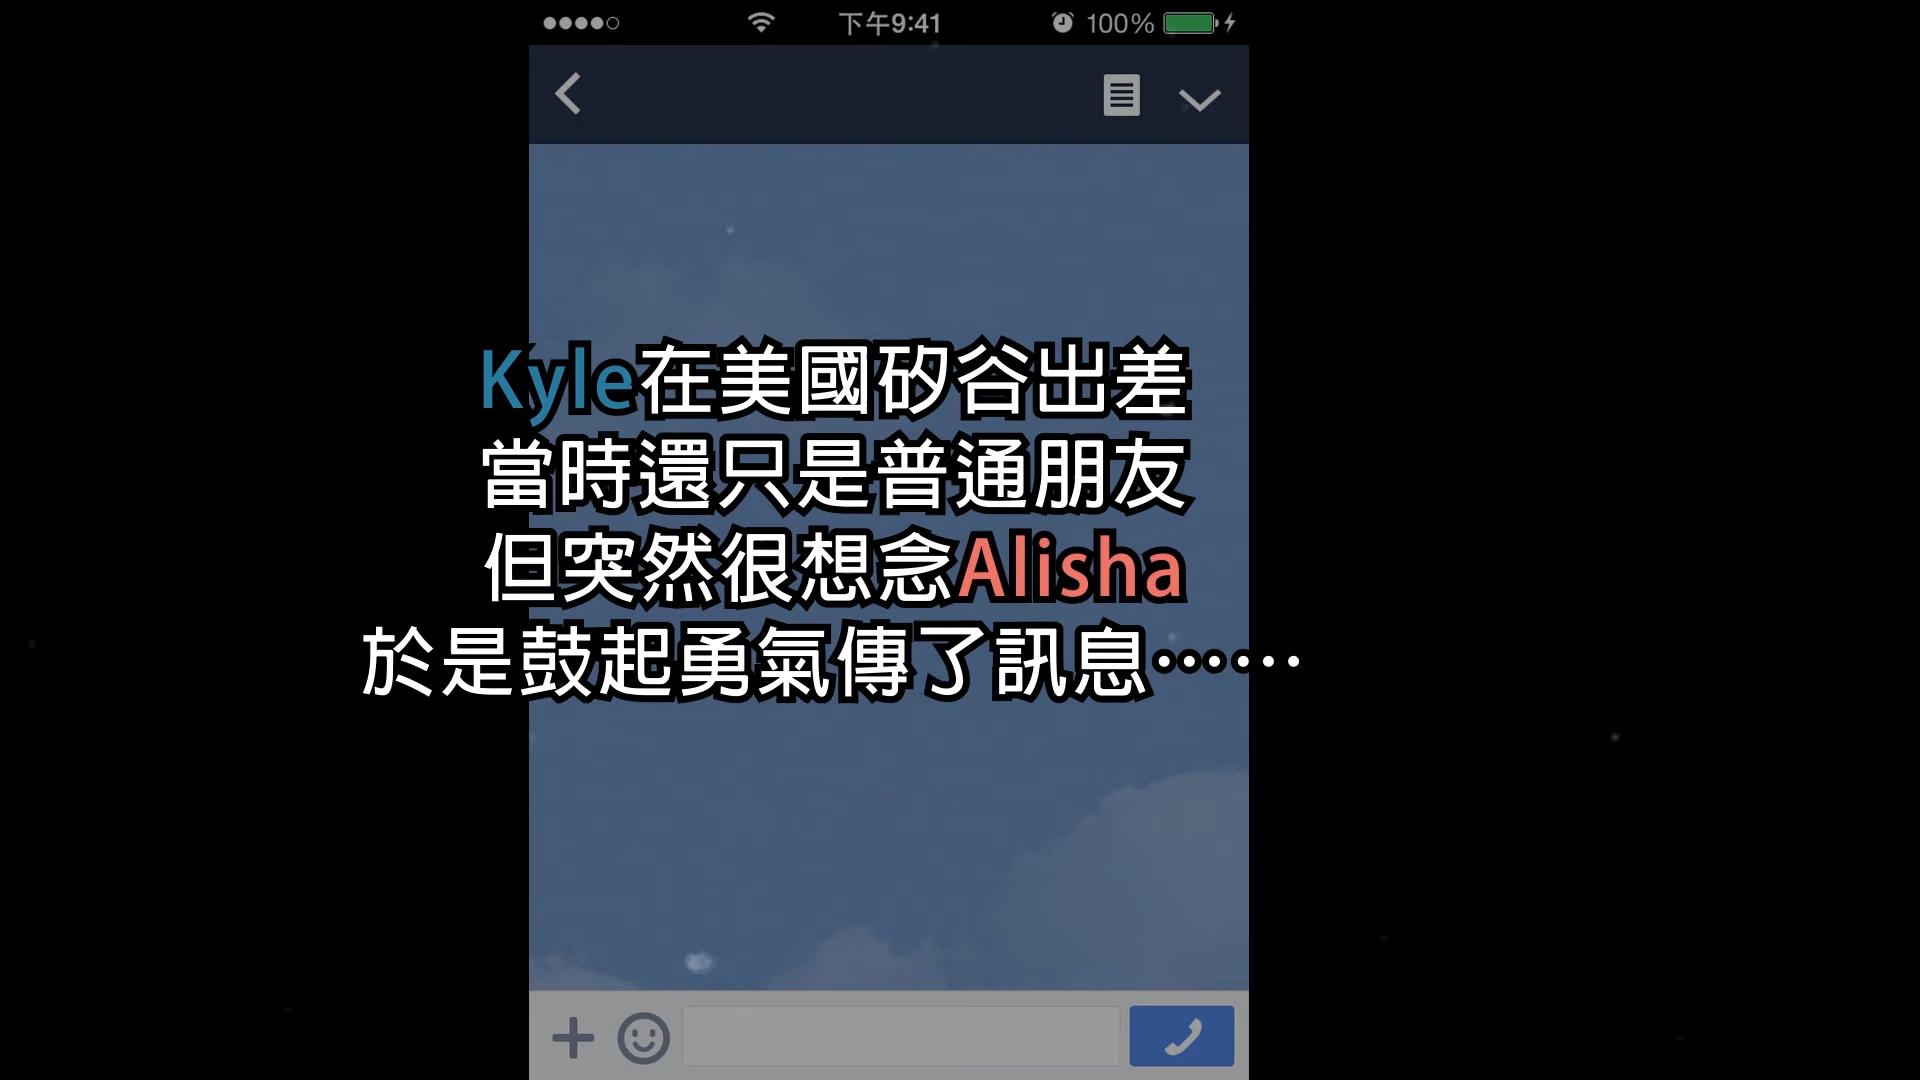 下午9:41
100%
Kyle在美國矽谷出差
當時還只是普通朋友
但突然很想念Alisha
於是鼓起勇氣傳了訊息……